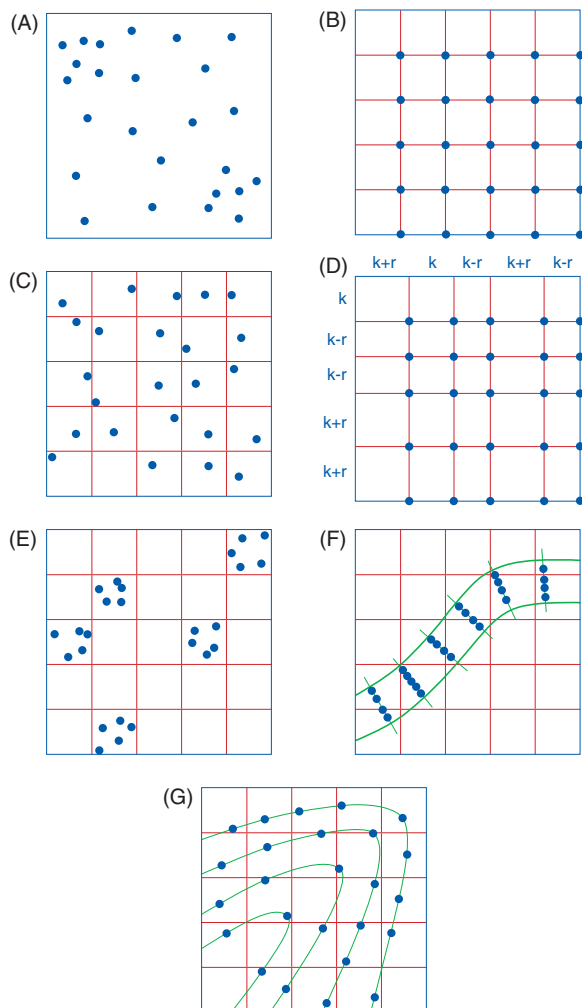 (A)
(B)
(C)
(D)
k+r k k-r k+r k-r
k
k-r
k-r
k+r
k+r
(E)
(F)
(G)